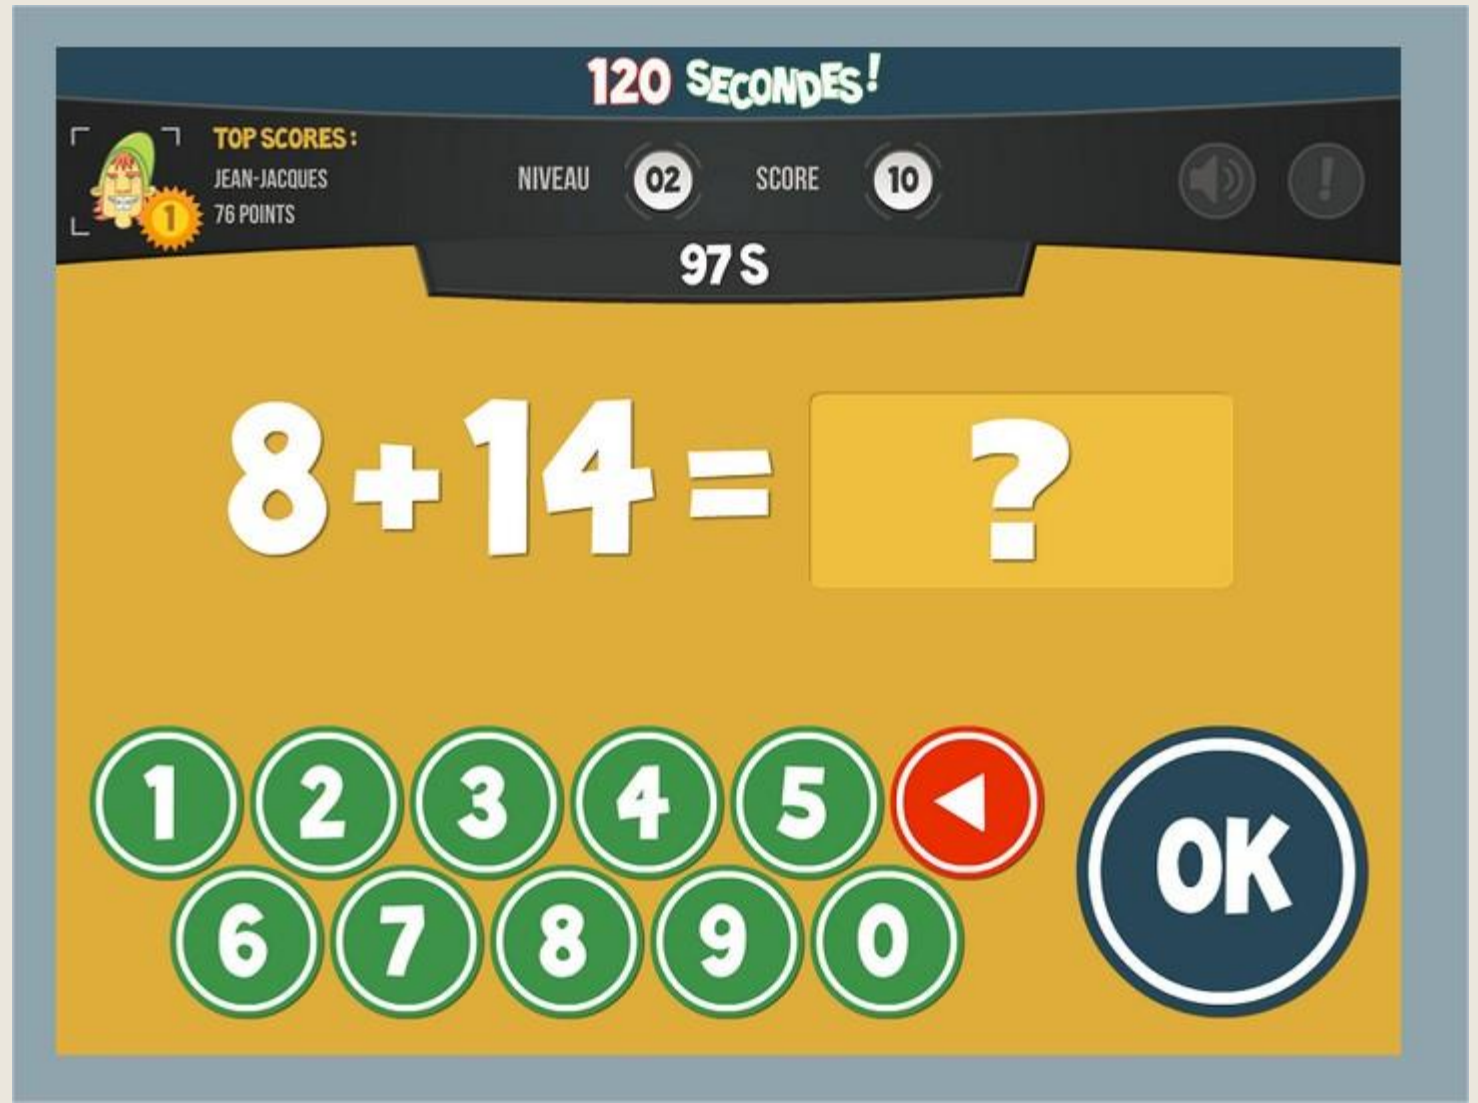 120 SECONDES!
TOP SCORES :
JEAN-JACQUES
76 POINTS
1
NIVEAU 02 SCORE 10
!
97 S
8+14= ?
1 2 3 4 5
6 7 8 9 0
OK